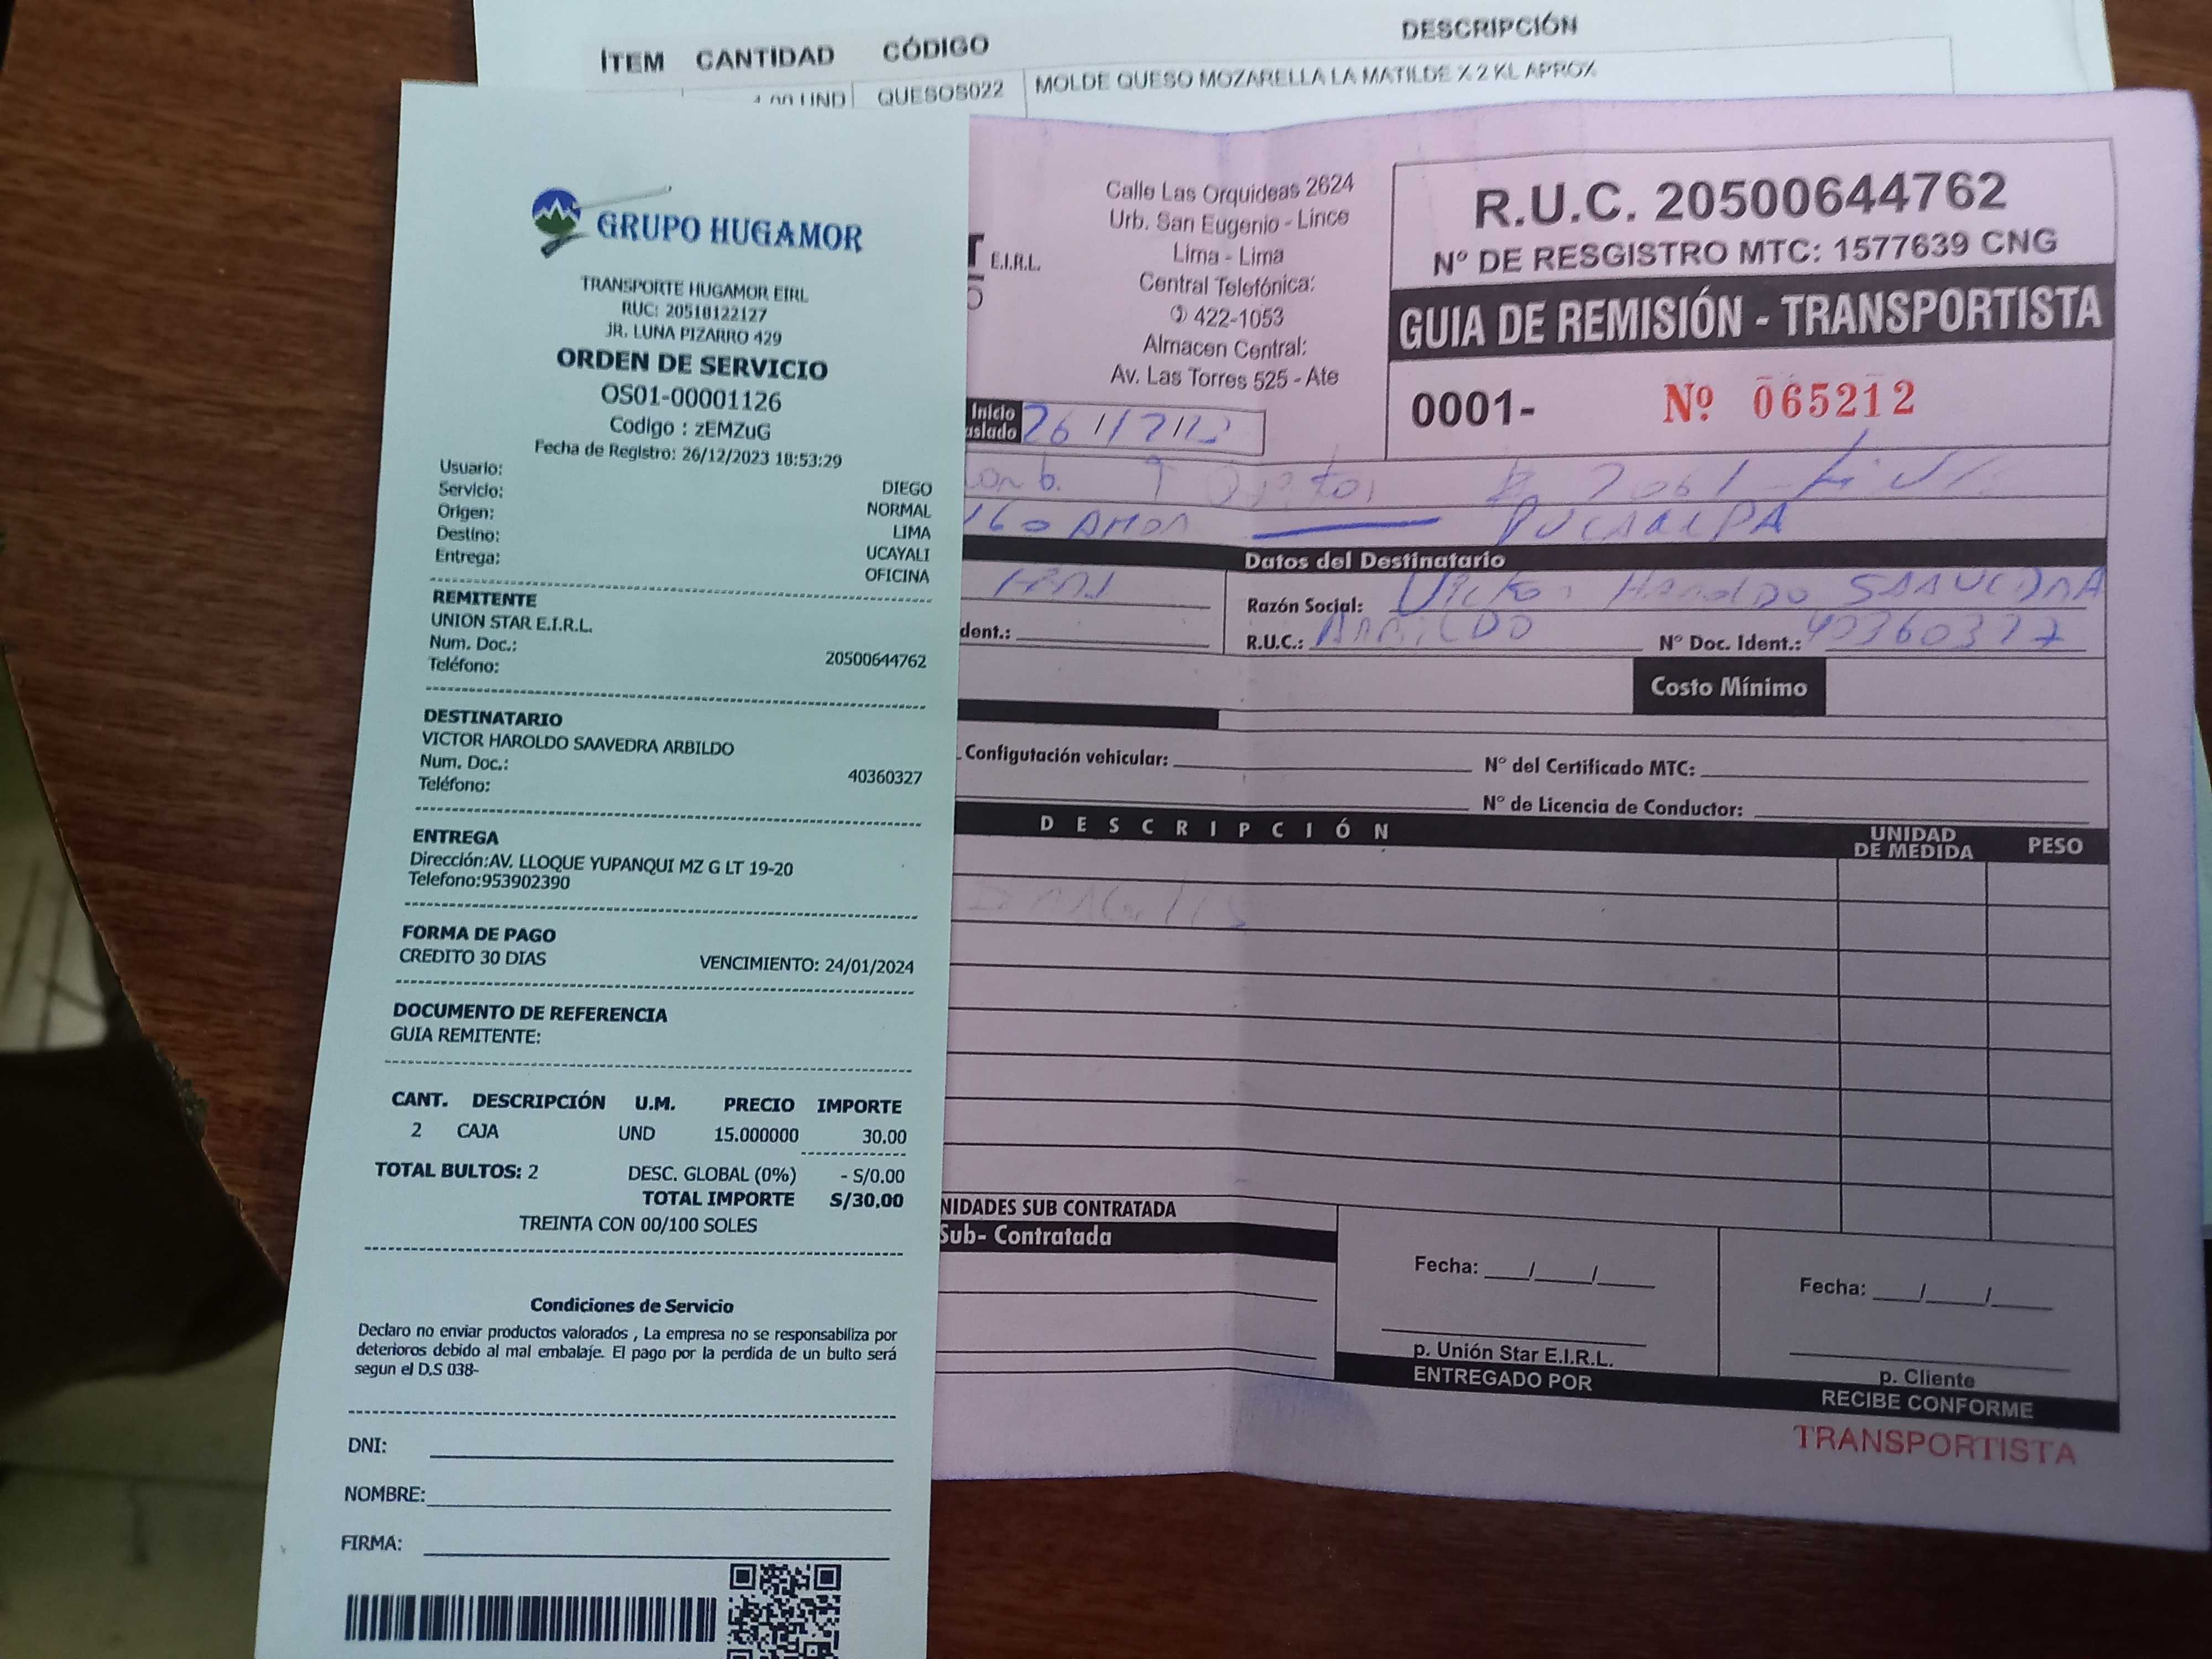 ÍTEM CANTIDAD CÓDIGO DESCRIPCIÓN
UND QUESOS022 MOLDE QUESO MOZARELLA LA MATILDE X 2 KL APROX
GRUPO HUGAMOR
TRANSPORTE HUGAMOR EIRL
RUC: 20518122127
JR. LUNA PIZARRO 429
ORDEN DE SERVICIO
OS01-00001126
Codigo : zEMZuG
Fecha de Registro: 26/12/2023 18:53:29
Usuario: DIEGO
Servicio: NORMAL
Origen: LIMA
Destino: UCAYALI
Entrega: OFICINA
REMITENTE
UNION STAR E.I.R.L.
Num. Doc.: 20500644762
Teléfono:
DESTINATARIO
VICTOR HAROLDO SAAVEDRA ARBILDO
Num. Doc.: 40360327
Teléfono:
ENTREGA
Dirección:AV. LLOQUE YUPANQUI MZ G LT 19-20
Telefono:953902390
FORMA DE PAGO
CREDITO 30 DIAS VENCIMIENTO: 24/01/2024
DOCUMENTO DE REFERENCIA
GUIA REMITENTE:
CANT. DESCRIPCIÓN U.M. PRECIO IMPORTE
2 CAJA UND 15.000000 30.00
TOTAL BULTOS: 2 DESC. GLOBAL (0%) - S/0.00
TOTAL IMPORTE S/30.00
TREINTA CON 00/100 SOLES
Condiciones de Servicio
Declaro no enviar productos valorados , La empresa no se responsabiliza por
deterioros debido al mal embalaje. El pago por la perdida de un bulto será
segun el D.S 038-
DNI:
NOMBRE:
FIRMA:
T E.I.R.L.
Calle Las Orquideas 2624
Urb. San Eugenio - Lince
Lima - Lima
Central Telefónica:
422-1053
Almacen Central:
Av. Las Torres 525 - Ate
R.U.C. 20500644762
N° DE RESGISTRO MTC: 1577639 CNG
GUIA DE REMISIÓN - TRANSPORTISTA
0001- Nº 065212
Inicio
aslado 26
PUCALLPA
Datos del Destinatario
Razón Social: Victor Haroldo SAAVEDRA
dent.: R.U.C.: ARBILDO N° Doc. Ident.: 40360327
Costo Mínimo
Configutación vehicular: N° del Certificado MTC:
N° de Licencia de Conductor:
DESCRIPCIÓN UNIDAD DE MEDIDA PESO
NIDADES SUB CONTRATADA
Sub- Contratada
Fecha: / / Fecha: / /
p. Unión Star E.I.R.L. p. Cliente
ENTREGADO POR RECIBE CONFORME
TRANSPORTISTA